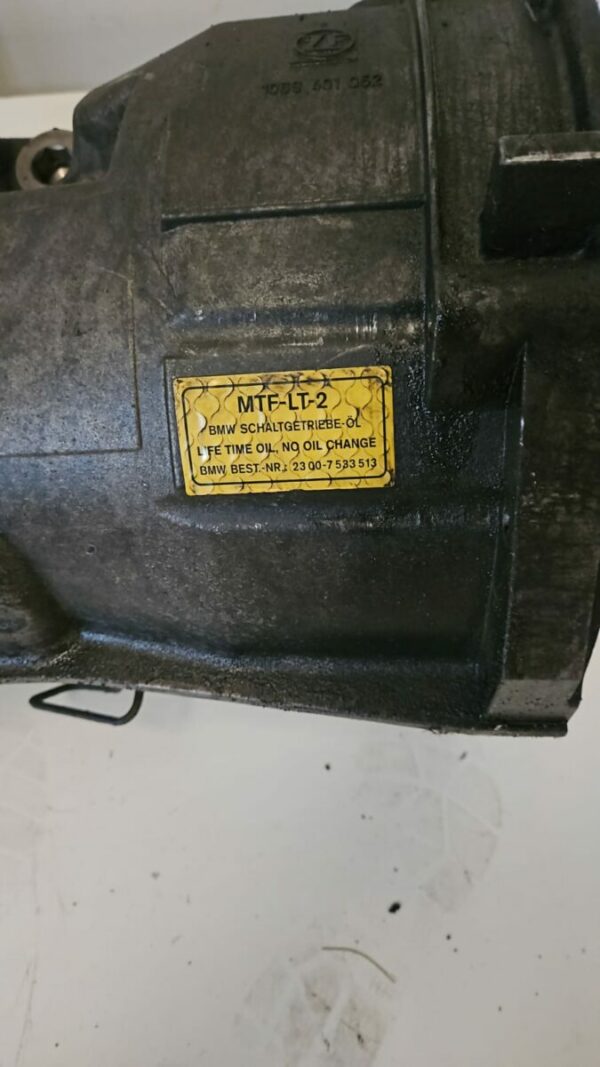 ZF
1053 401 052
MTF-LT-2
BMW SCHALTGETRIEBE-ÖL
LIFE TIME OIL, NO OIL CHANGE
BMW BEST.-NR.: 23 00-7 533 513